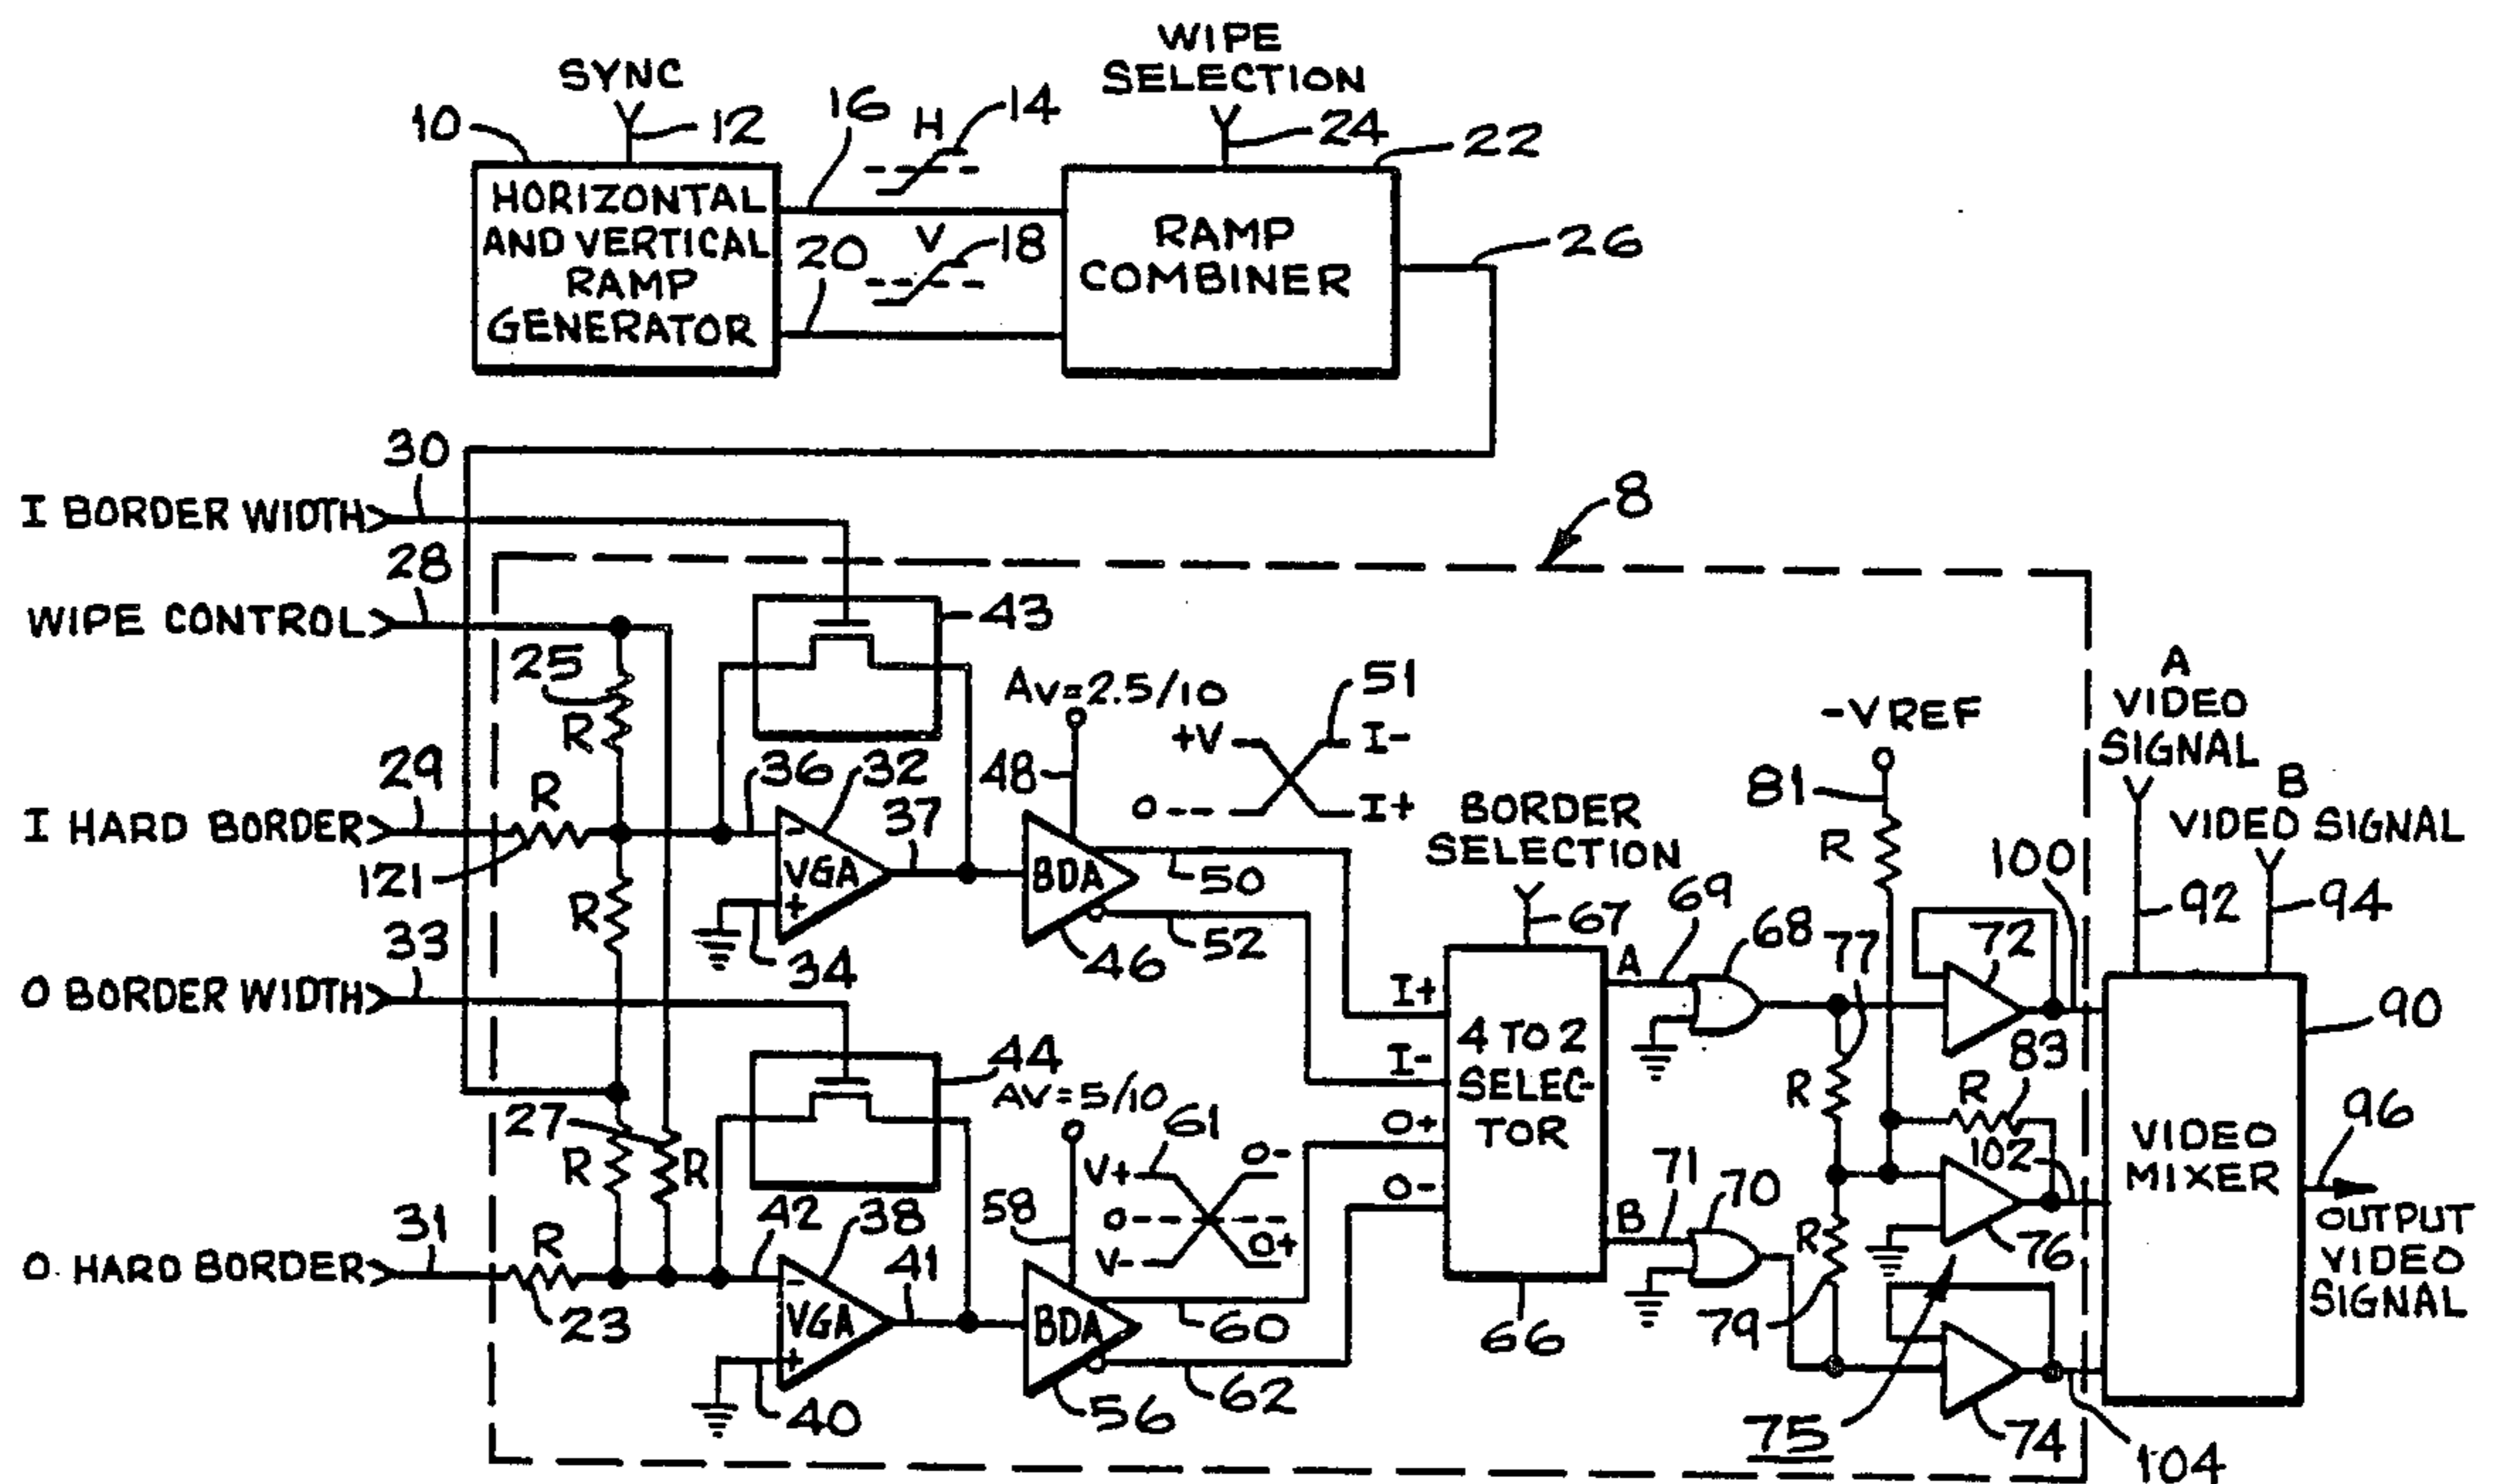 WIPE
SELECTION
SYNC
10
12
16
H
14
24
22
HORIZONTAL
AND VERTICAL
RAMP
GENERATOR
20
V
18
RAMP
COMBINER
26
30
I BORDER WIDTH
8
28
WIPE CONTROL
43
25
R
AV=2.5/10
51
+V
I-
-VREF
A
VIDEO
SIGNAL
29
R
36
32
48
37
O
I+
81
B
VIDEO SIGNAL
I HARD BORDER
BORDER
SELECTION
R
100
121
-
VGA
+
BDA
50
67
69
68
77
72
92
94
R
33
34
46
52
A
O BORDER WIDTH
I+
4 TO 2
SELEC-
TOR
I-
O+
O-
83
90
44
AV=5/10
R
R
27
61
V+
O-
102
VIDEO
MIXER
96
R
R
58
O
V-
O+
71
70
B
R
76
OUTPUT
VIDEO
SIGNAL
31
R
42
38
41
O HARD BORDER
23
-
VGA
+
BDA
60
66
79
40
56
62
75
74
104